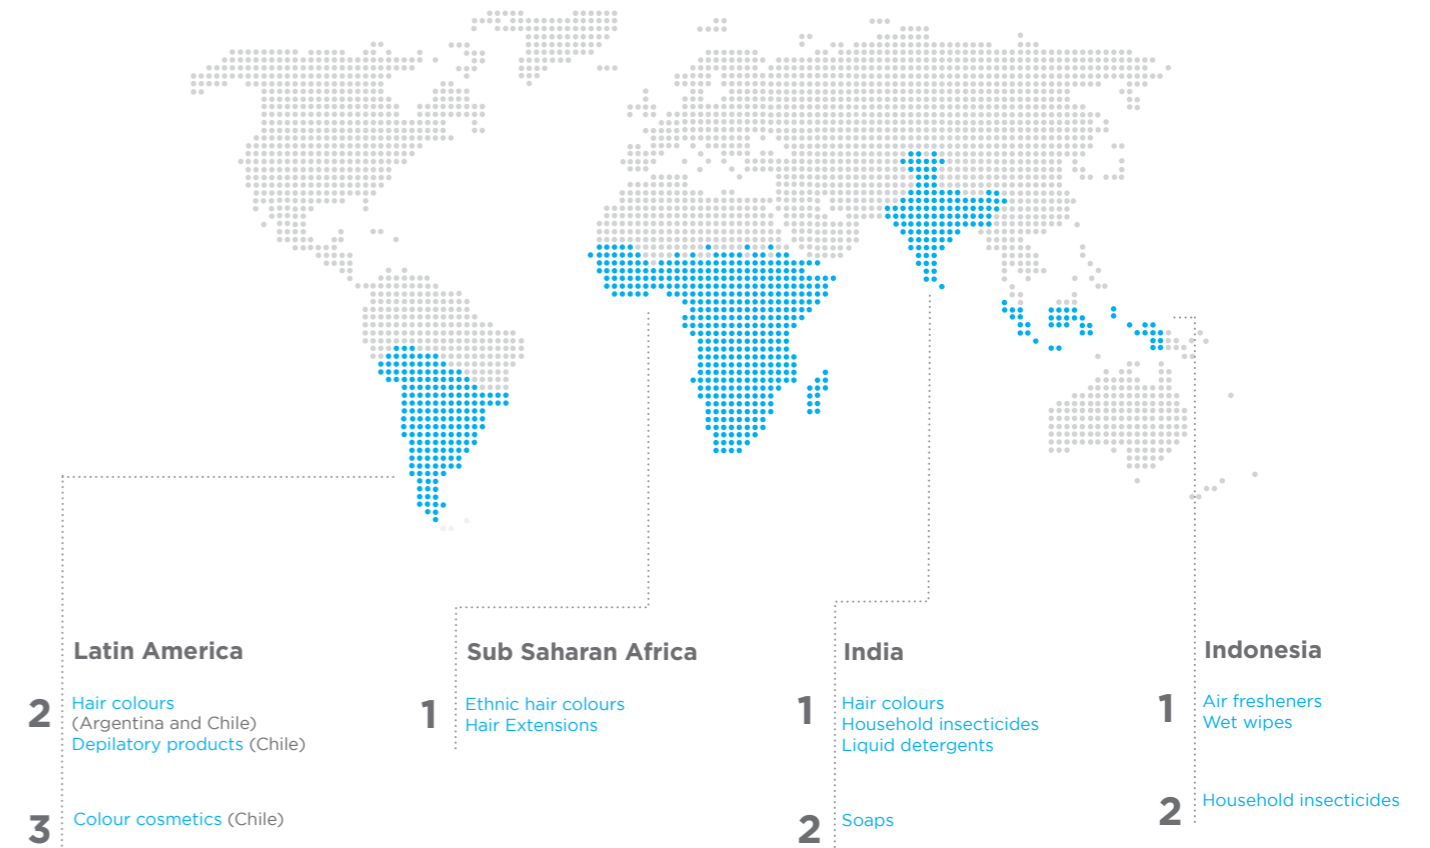 Latin America
2
Hair colours
(Argentina and Chile)
Depilatory products (Chile)
3
Colour cosmetics (Chile)
Sub Saharan Africa
1
Ethnic hair colours
Hair Extensions
India
1
Hair colours
Household insecticides
Liquid detergents
2
Soaps
Indonesia
1
Air fresheners
Wet wipes
2
Household insecticides